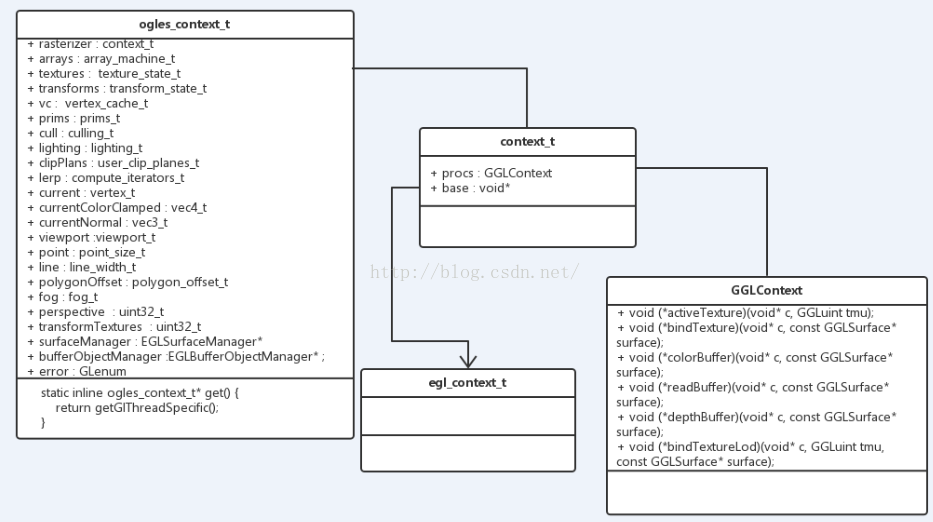 ogles_context_t
+ rasterizer : context_t
+ arrays : array_machine_t
+ textures : texture_state_t
+ transforms : transform_state_t
+ vc : vertex_cache_t
+ prims : prims_t
+ cull : culling_t
+ lighting : lighting_t
+ clipPlans : user_clip_planes_t
+ lerp : compute_iterators_t
+ current : vertex_t
+ currentColorClamped : vec4_t
+ currentNormal : vec3_t
+ viewport :viewport_t
+ point : point_size_t
+ line : line_width_t
+ polygonOffset : polygon_offset_t
+ fog : fog_t
+ perspective : uint32_t
+ transformTextures : uint32_t
+ surfaceManager : EGLSurfaceManager*
+ bufferObjectManager :EGLBufferObjectManager* ;
+ error : GLenum
static inline ogles_context_t* get() {
return getGlThreadSpecific();
}
context_t
+ procs : GGLContext
+ base : void*
http://blog.csdn.net/
egl_context_t
GGLContext
+ void (*activeTexture)(void* c, GGLuint tmu);
+ void (*bindTexture)(void* c, const GGLSurface*
surface);
+ void (*colorBuffer)(void* c, const GGLSurface*
surface);
+ void (*readBuffer)(void* c, const GGLSurface*
surface);
+ void (*depthBuffer)(void* c, const GGLSurface*
surface);
+ void (*bindTextureLod)(void* c, GGLuint tmu,
const GGLSurface* surface);